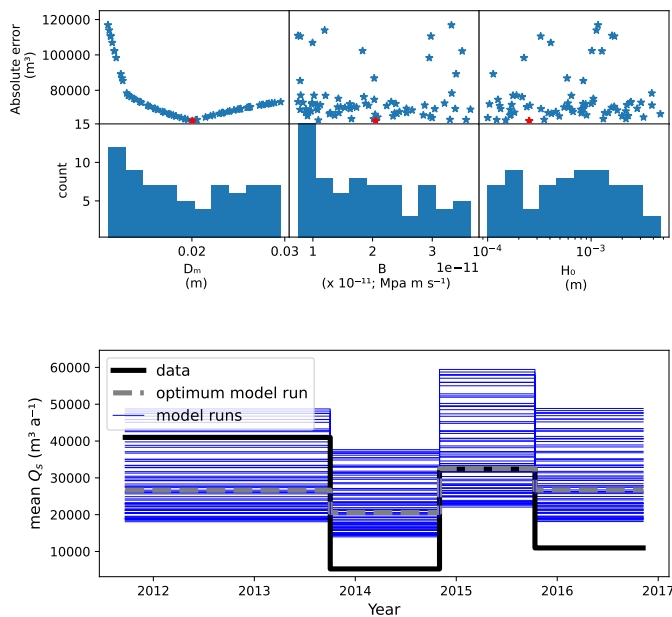 120000
80000
Absolute error
(m³)
15
10
5
count
0.02
0.03
Dₘ
(m)
1
2
3
1e−11
B
(x 10⁻¹¹; Mpa m s⁻¹)
10⁻⁴
10⁻³
H₀
(m)
60000
50000
40000
30000
20000
10000
mean Qₛ (m³ a⁻¹)
data
optimum model run
model runs
2012
2013
2014
2015
2016
2017
Year